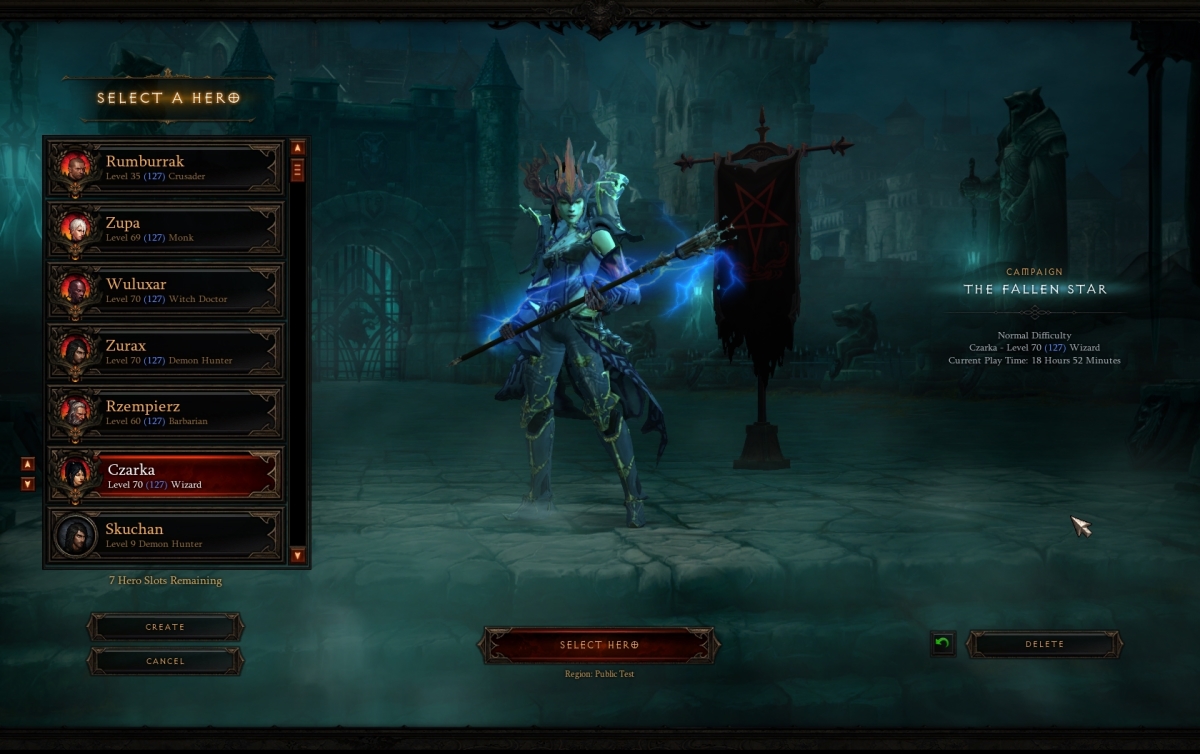 SELECT A HERO
Rumburrak
Level 35 (127) Crusader
Zupa
Level 69 (127) Monk
Wuluxar
Level 70 (127) Witch Doctor
Zurax
Level 70 (127) Demon Hunter
Rzempierz
Level 60 (127) Barbarian
Czarka
Level 70 (127) Wizard
Skuchan
Level 9 Demon Hunter
7 Hero Slots Remaining
CREATE
CANCEL
SELECT HERO
Region: Public Test
CAMPAIGN
THE FALLEN STAR
Normal Difficulty
Czarka - Level 70 (127) Wizard
Current Play Time: 18 Hours 52 Minutes
DELETE